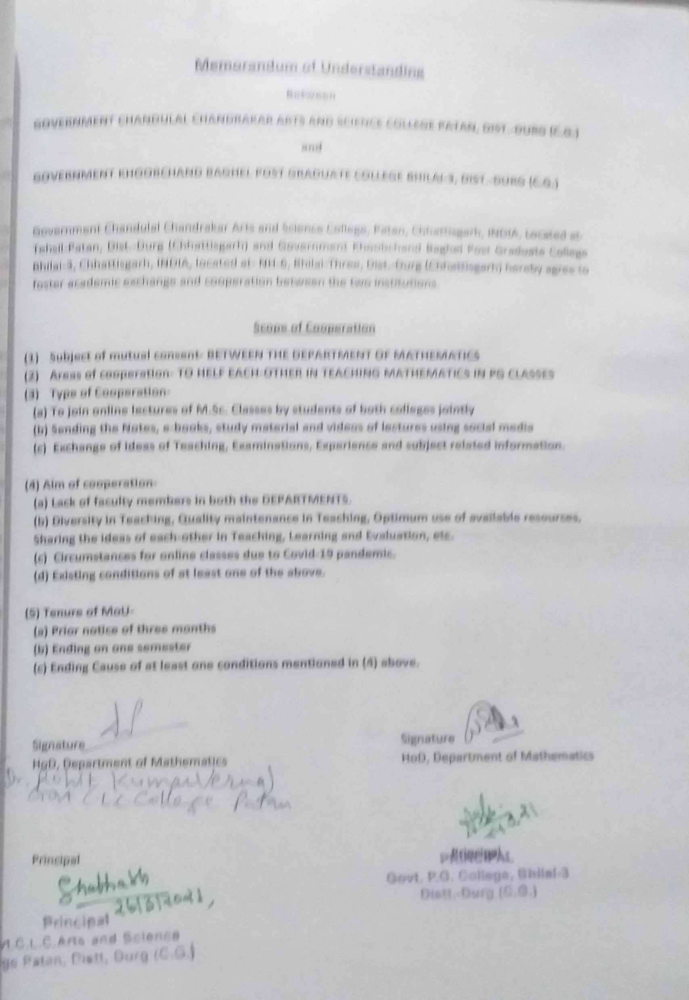 Memorandum of Understanding
Between
GOVERNMENT CHANDULAL CHANDRAKAR ARTS AND SCIENCE COLLEGE PATAN, DIST.-DURG (C.G.)
and
GOVERNMENT KHOOBCHAND BAGHEL POST GRADUATE COLLEGE BHILAI-3, DIST.-DURG (C.G.)
Government Chandulal Chandrakar Arts and Science College, Patan, Chhattisgarh, INDIA, Located at-
Tehsil-Patan, Dist.-Durg (Chhattisgarh) and Government Khoobchand Baghel Post Graduate College
Bhilai-3, Chhattisgarh, INDIA, located at- NH-6, Bhilai-Three, Dist.-Durg (Chhattisgarh) hereby agree to
foster academic exchange and cooperation between the two institutions.
Scope of Cooperation
(1) Subject of mutual consent- BETWEEN THE DEPARTMENT OF MATHEMATICS
(2) Areas of cooperation- TO HELP EACH-OTHER IN TEACHING MATHEMATICS IN PG CLASSES
(3) Type of Cooperation-
(a) To join online lectures of M.Sc. Classes by students of both colleges jointly
(b) Sending the Notes, e-books, study material and videos of lectures using social media
(c) Exchange of ideas of Teaching, Examinations, Experience and subject related information.
(4) Aim of cooperation-
(a) Lack of faculty members in both the DEPARTMENTS.
(b) Diversity in Teaching, Quality maintenance in Teaching, Optimum use of available resources,
Sharing the ideas of each-other in Teaching, Learning and Evaluation, etc.
(c) Circumstances for online classes due to Covid-19 pandemic.
(d) Existing conditions of at least one of the above.
(5) Tenure of MoU-
(a) Prior notice of three months
(b) Ending on one semester
(c) Ending Cause of at least one conditions mentioned in (4) above.
Signature
Signature
HoD, Department of Mathematics
HoD, Department of Mathematics
Dr. Rohit Kumar Verma)
Govt C.L.C. College Patan
Principal
Principal
PRINCIPAL
Govt. P.G. College, Bhilai-3
Distt.-Durg (C.G.)
26/3/2021,
Principal
.C.L.C.Arts and Science
ge Patan, Distt, Durg (C.G.)